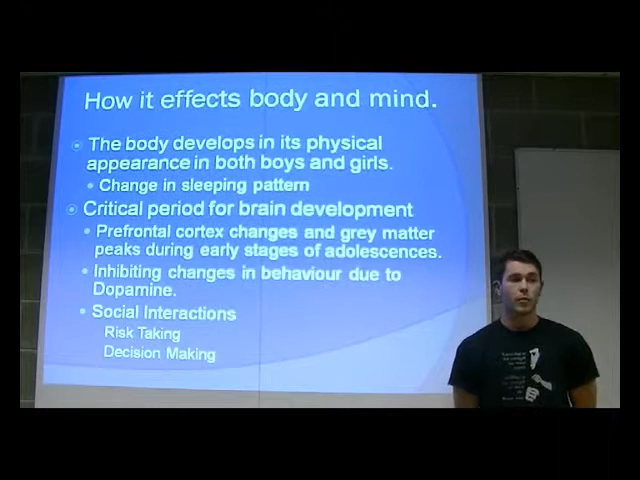 How it effects body and mind.
The body develops in its physical
appearance in both boys and girls.
Change in sleeping pattern
Critical period for brain development
Prefrontal cortex changes and grey matter
peaks during early stages of adolescences.
Inhibiting changes in behaviour due to
Dopamine.
Social Interactions
Risk Taking
Decision Making